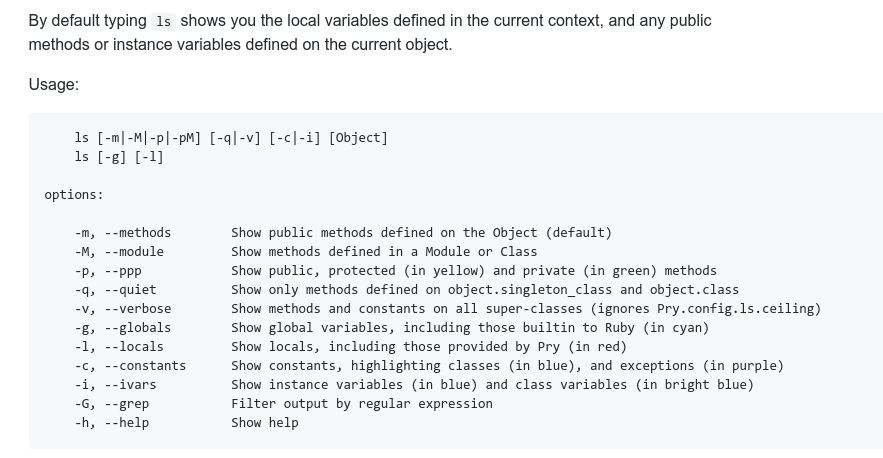 By default typing ls shows you the local variables defined in the current context, and any public
methods or instance variables defined on the current object.
Usage:
ls [-m|-M|-p|-pM] [-q|-v] [-c|-i] [Object]
ls [-g] [-l]
options:
-m, --methods Show public methods defined on the Object (default)
-M, --module Show methods defined in a Module or Class
-p, --ppp Show public, protected (in yellow) and private (in green) methods
-q, --quiet Show only methods defined on object.singleton_class and object.class
-v, --verbose Show methods and constants on all super-classes (ignores Pry.config.ls.ceiling)
-g, --globals Show global variables, including those builtin to Ruby (in cyan)
-l, --locals Show locals, including those provided by Pry (in red)
-c, --constants Show constants, highlighting classes (in blue), and exceptions (in purple)
-i, --ivars Show instance variables (in blue) and class variables (in bright blue)
-G, --grep Filter output by regular expression
-h, --help Show help